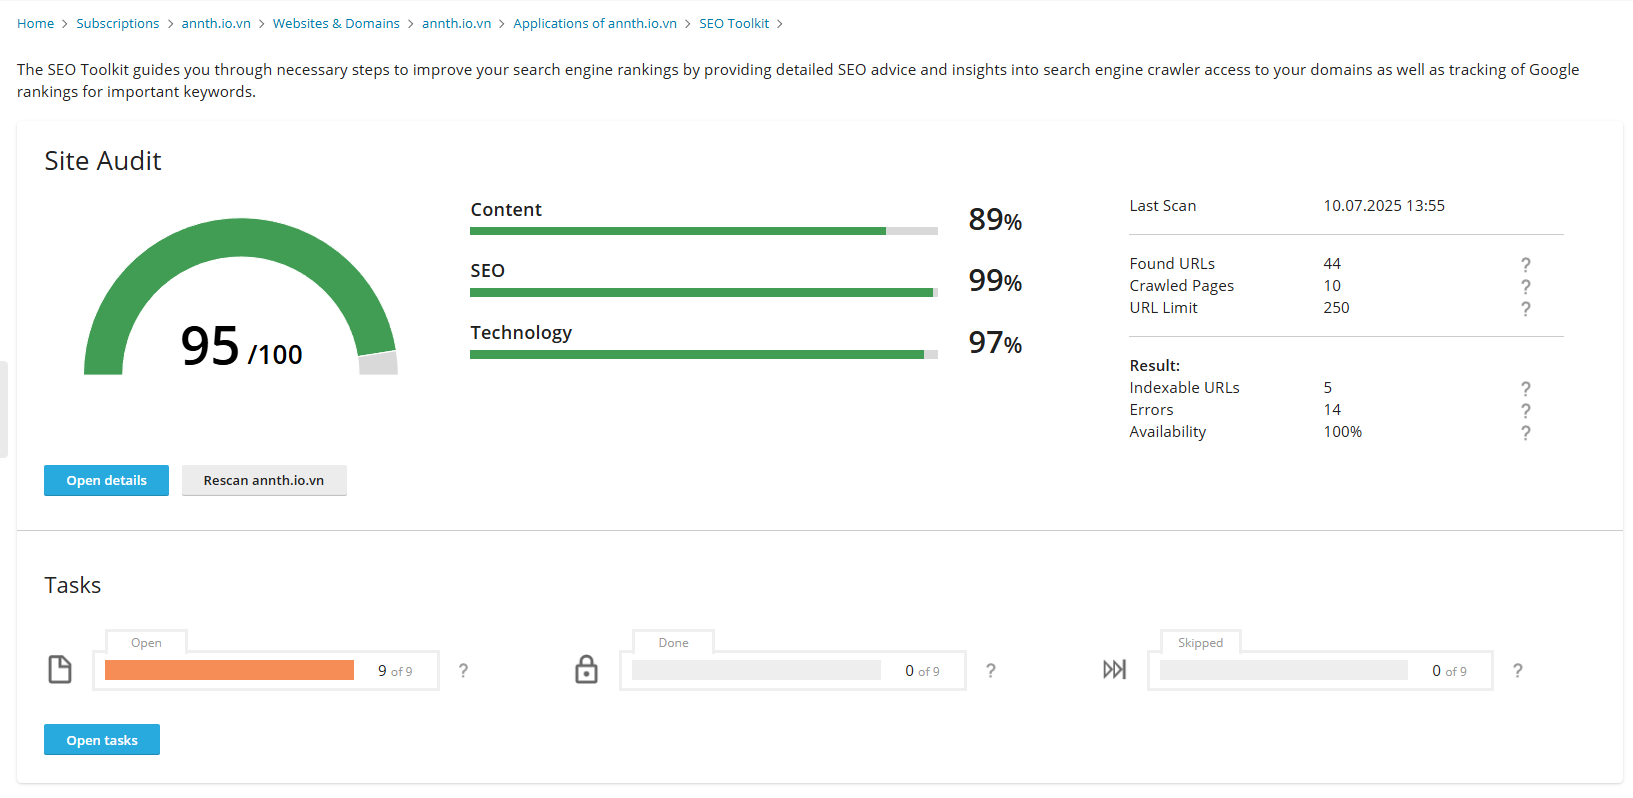 Home > Subscriptions > annth.io.vn > Websites & Domains > annth.io.vn > Applications of annth.io.vn > SEO Toolkit >
The SEO Toolkit guides you through necessary steps to improve your search engine rankings by providing detailed SEO advice and insights into search engine crawler access to your domains as well as tracking of Google
rankings for important keywords.
Site Audit
95 /100
Content 89%
SEO 99%
Technology 97%
Last Scan 10.07.2025 13:55
Found URLs 44 ?
Crawled Pages 10 ?
URL Limit 250 ?
Result:
Indexable URLs 5 ?
Errors 14 ?
Availability 100% ?
Open details Rescan annth.io.vn
Tasks
Open Done Skipped
9 of 9 ? 0 of 9 ? 0 of 9 ?
Open tasks